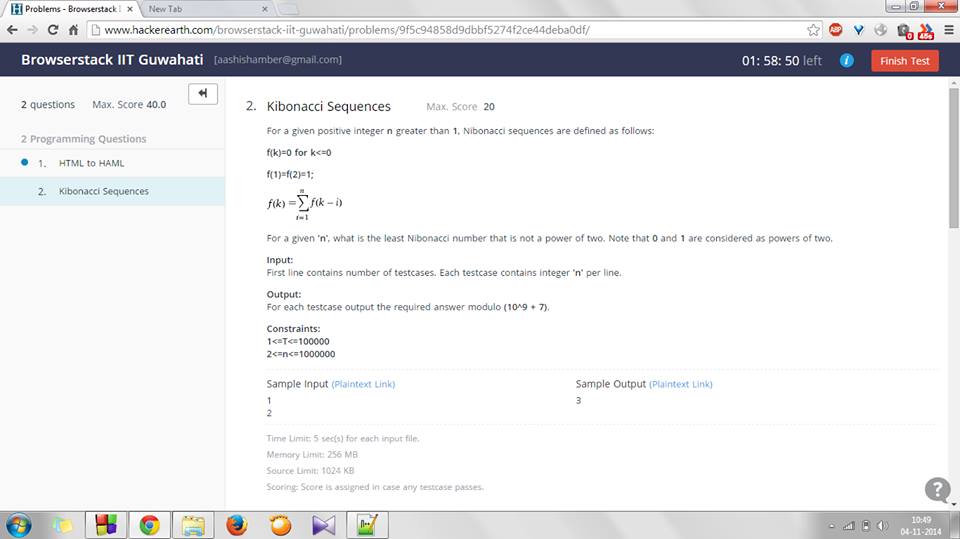 Problems - Browserstack I
New Tab
www.hackerearth.com/browserstack-iit-guwahati/problems/9f5c94858d9dbbf5274f2ce44deba0df/
ABP
0
45s
Browserstack IIT Guwahati [aashishamber@gmail.com]
01: 58: 50 left
i
Finish Test
2 questions Max. Score 40.0
2 Programming Questions
1. HTML to HAML
2. Kibonacci Sequences
2. Kibonacci Sequences Max. Score 20
For a given positive integer n greater than 1, Nibonacci sequences are defined as follows:
f(k)=0 for k<=0
f(1)=f(2)=1;
f(k) = n∑i=1 f(k − i)
For a given 'n', what is the least Nibonacci number that is not a power of two. Note that 0 and 1 are considered as powers of two.
Input:
First line contains number of testcases. Each testcase contains integer 'n' per line.
Output:
For each testcase output the required answer modulo (10^9 + 7).
Constraints:
1<=T<=100000
2<=n<=1000000
Sample Input (Plaintext Link)
1
2
Sample Output (Plaintext Link)
3
Time Limit: 5 sec(s) for each input file.
Memory Limit: 256 MB
Source Limit: 1024 KB
Scoring: Score is assigned in case any testcase passes.
?
10:49
04-11-2014